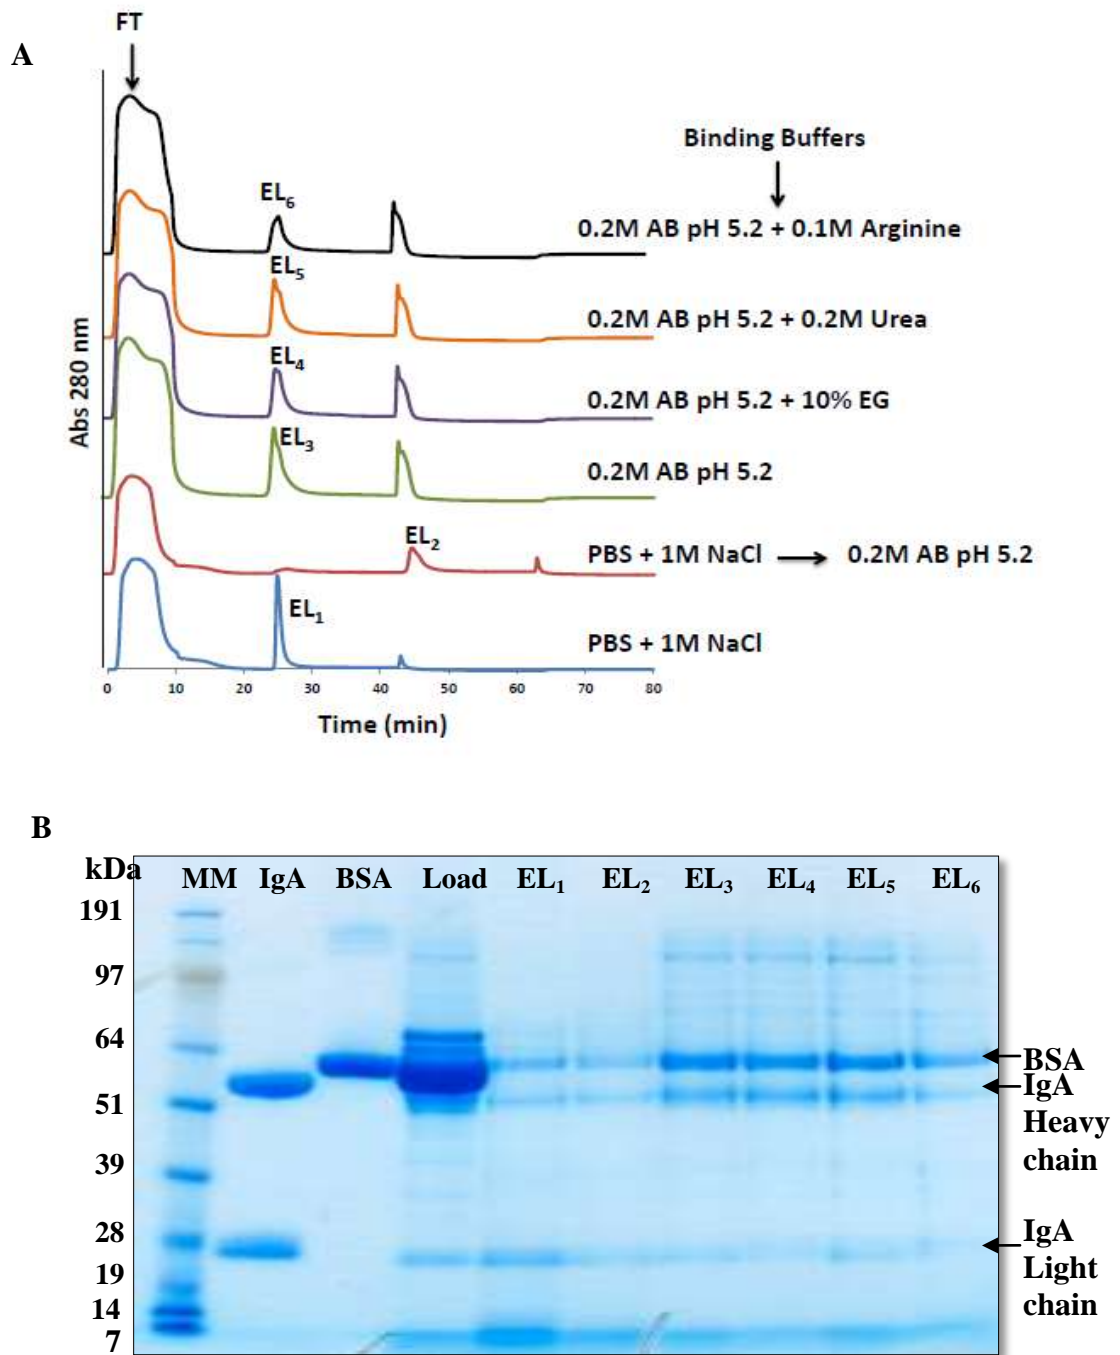 A
FT
Binding Buffers
EL6
0.2M AB pH 5.2 + 0.1M Arginine
EL5
0.2M AB pH 5.2 + 0.2M Urea
EL4
0.2M AB pH 5.2 + 10% EG
EL3
0.2M AB pH 5.2
EL2
PBS + 1M NaCl → 0.2M AB pH 5.2
EL1
PBS + 1M NaCl
Abs 280 nm
0 10 20 30 40 50 60 70 80
Time (min)
B
kDa MM IgA BSA Load EL1 EL2 EL3 EL4 EL5 EL6
191
97
64
51
39
28
19
14
7
BSA
IgA
Heavy
chain
IgA
Light
chain